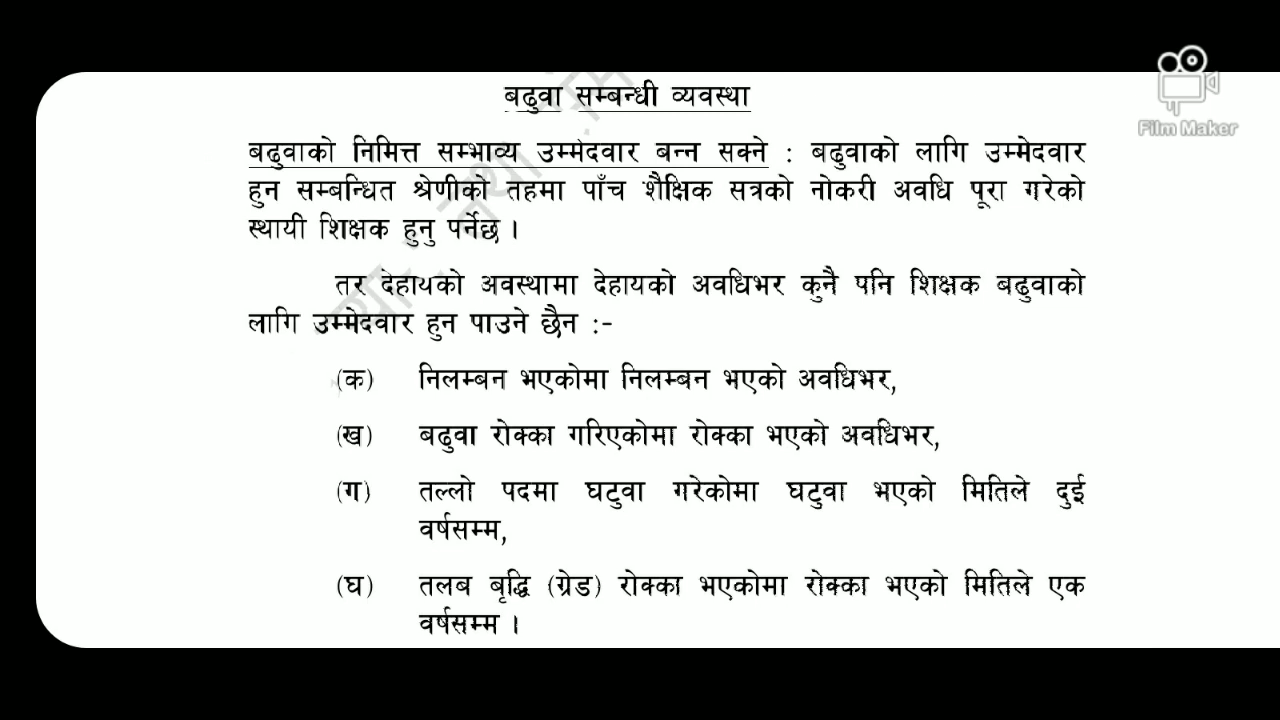 बढुवा सम्बन्धी व्यवस्था
Film Maker
बढुवाको निमित्त सम्भाव्य उम्मेदवार बन्न सक्ने : बढुवाको लागि उम्मेदवार
हुन सम्बन्धित श्रेणीको तहमा पाँच शैक्षिक सत्रको नोकरी अवधि पूरा गरेको
स्थायी शिक्षक हुनु पर्नेछ ।
तर देहायको अवस्थामा देहायको अवधिभर कुनै पनि शिक्षक बढुवाको
लागि उम्मेदवार हुन पाउने छैन :-
(क) निलम्बन भएकोमा निलम्बन भएको अवधिभर,
(ख) बढुवा रोक्का गरिएकोमा रोक्का भएको अवधिभर,
(ग) तल्लो पदमा घटुवा गरेकोमा घटुवा भएको मितिले दुई
वर्षसम्म,
(घ) तलब बृद्धि (ग्रेड) रोक्का भएकोमा रोक्का भएको मितिले एक
वर्षसम्म ।